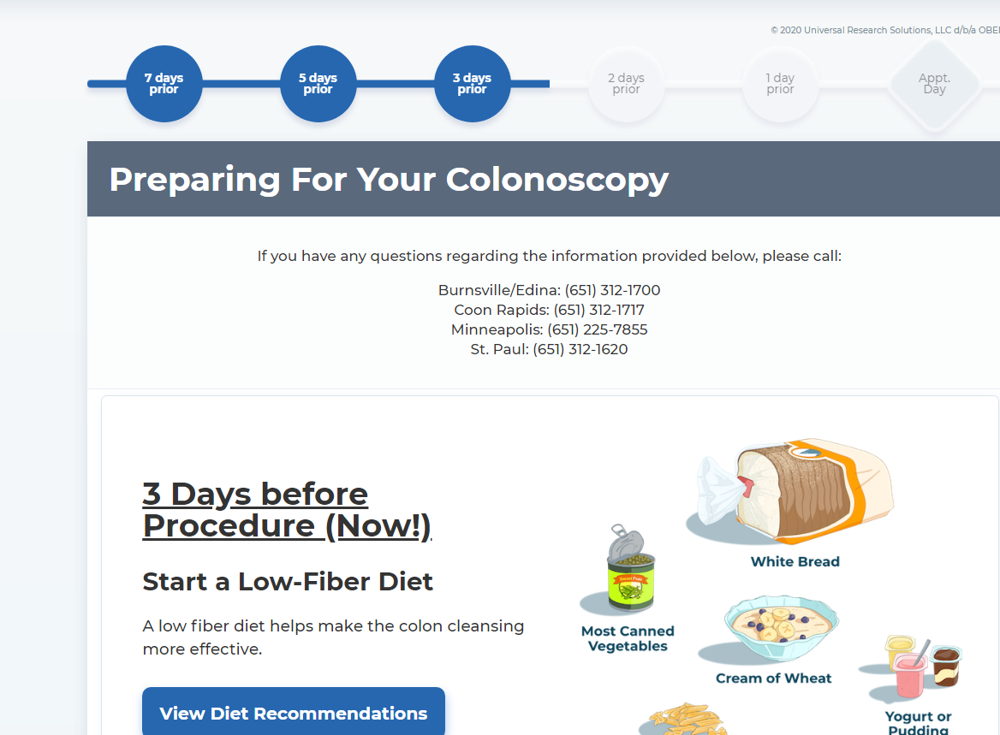 © 2020 Universal Research Solutions, LLC d/b/a
7 days
prior
5 days
prior
3 days
prior
2 days
prior
1 day
prior
Appt.
Day
Preparing For Your Colonoscopy
If you have any questions regarding the information provided below, please call:
Burnsville/Edina: (651) 312-1700
Coon Rapids: (651) 312-1717
Minneapolis: (651) 225-7855
St. Paul: (651) 312-1620
3 Days before
Procedure (Now!)
Start a Low-Fiber Diet
A low fiber diet helps make the colon cleansing
more effective.
View Diet Recommendations
White Bread
Sweet Peas
Most Canned
Vegetables
Cream of Wheat
Yogurt or
Pudding